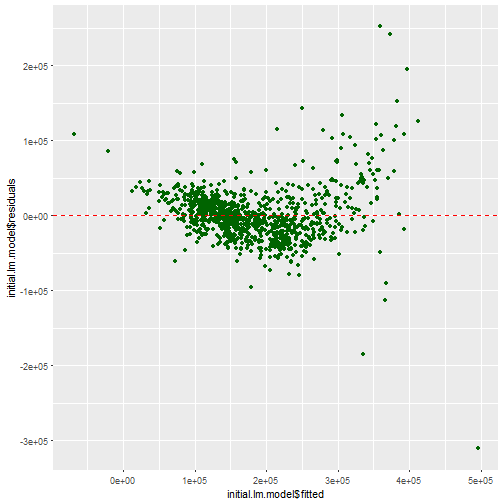 2e+05
1e+05
0e+00
-1e+05
-2e+05
-3e+05
initial.lm.model$residuals
0e+00 1e+05 2e+05 3e+05 4e+05 5e+05
initial.lm.model$fitted